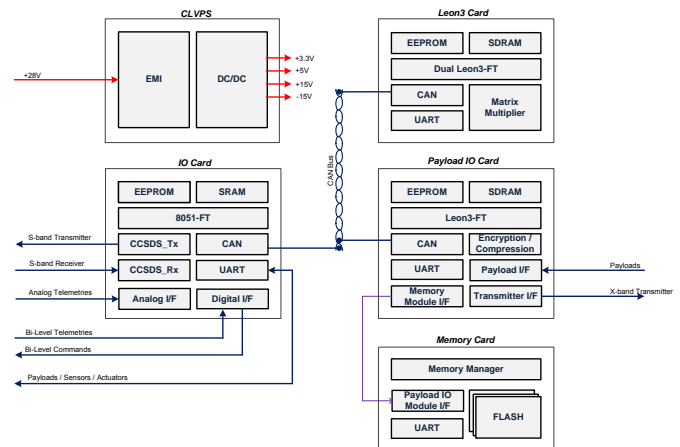 CLVPS
+28V
EMI
DC/DC
+3.3V
+5V
+15V
-15V
Leon3 Card
EEPROM
SDRAM
Dual Leon3-FT
CAN
Matrix
Multiplier
UART
CAN Bus
IO Card
EEPROM
SRAM
8051-FT
S-band Transmitter
CCSDS_Tx
CAN
S-band Receiver
CCSDS_Rx
UART
Analog Telemetries
Analog I/F
Digital I/F
Bi-Level Telemetries
Bi-Level Commands
Payloads / Sensors / Actuators
Payload IO Card
EEPROM
SDRAM
Leon3-FT
CAN
Encryption /
Compression
UART
Payload I/F
Payloads
Memory
Module I/F
Transmitter I/F
X-band Transmitter
Memory Card
Memory Manager
Payload IO
Module I/F
FLASH
UART